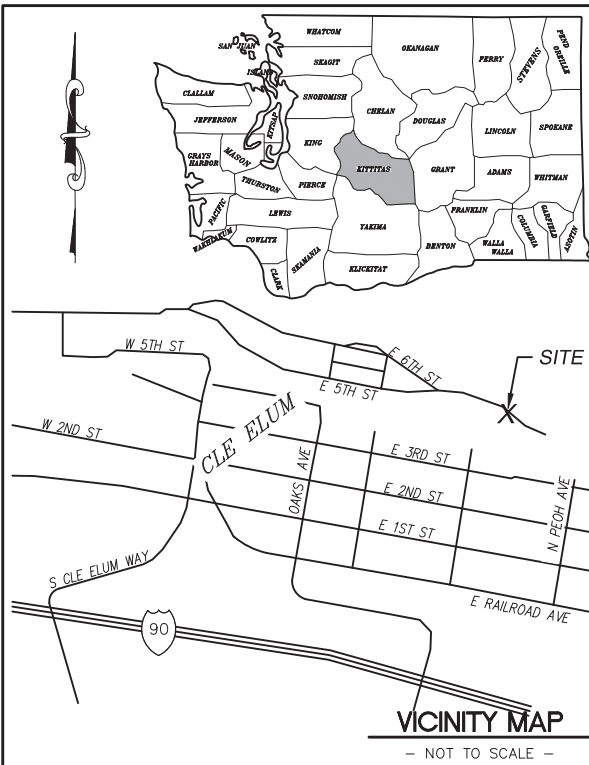 WHATCOM
SAN JUAN
ISLAND
SKAGIT
OKANAGAN
FERRY
STEVENS
PEND OREILLE
CLALLAM
SNOHOMISH
CHELAN
DOUGLAS
JEFFERSON
KITSAP
LINCOLN
SPOKANE
KING
GRAYS HARBOR
MASON
KITTITAS
GRANT
ADAMS
WHITMAN
THURSTON
PIERCE
PACIFIC
LEWIS
YAKIMA
FRANKLIN
COLUMBIA
GARFIELD
ASOTIN
WAHKIAKUM
COWLITZ
SKAMANIA
BENTON
WALLA WALLA
CLARK
KLICKITAT
W 5TH ST
E 6TH ST
SITE
X
E 5TH ST
CLE ELUM
W 2ND ST
OAKS AVE
E 3RD ST
E 2ND ST
N PEOH AVE
E 1ST ST
S CLE ELUM WAY
E RAILROAD AVE
90
VICINITY MAP
- NOT TO SCALE -